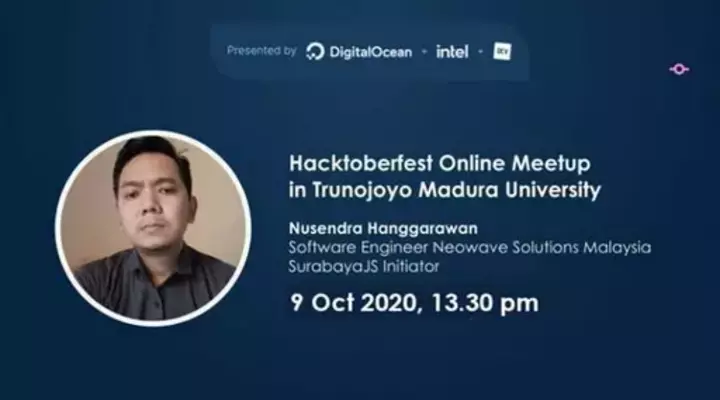 Presented by DigitalOcean - intel - DEV
Hacktoberfest Online Meetup
in Trunojoyo Madura University
Nusendra Hanggarawan
Software Engineer Neowave Solutions Malaysia
SurabayaJS Initiator
9 Oct 2020, 13.30 pm